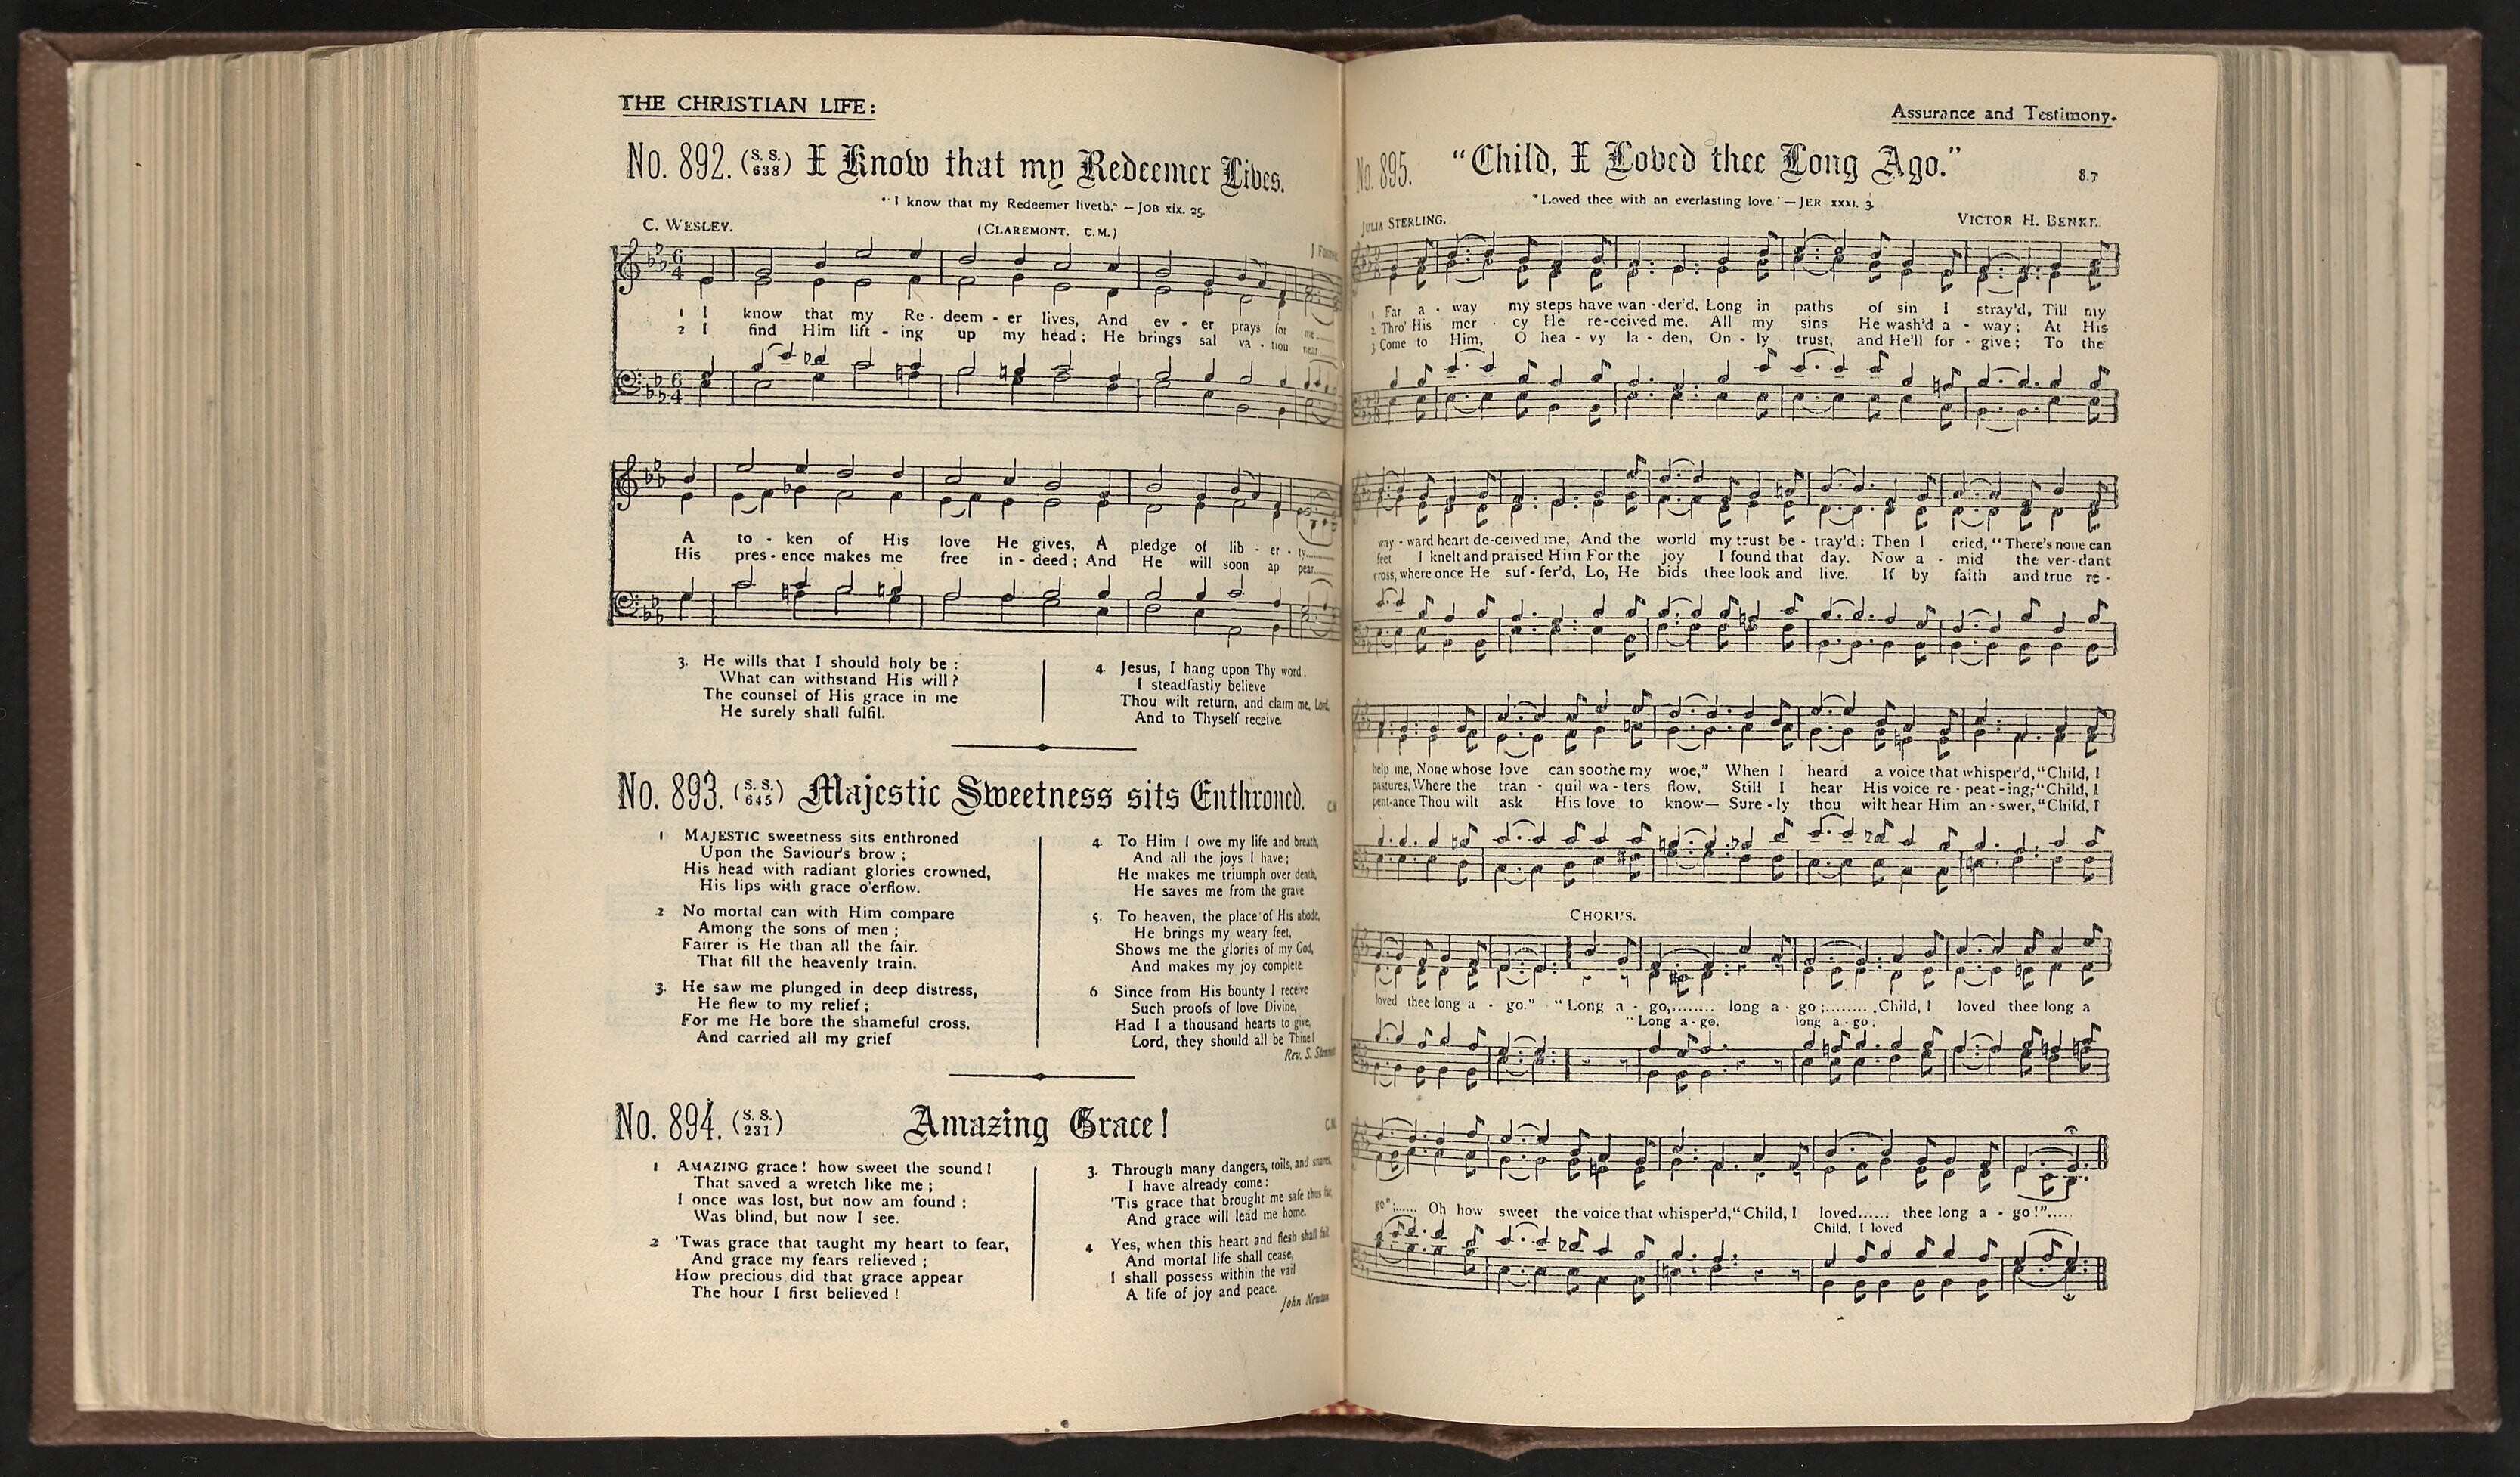 THE CHRISTIAN LIFE:
No. 892. (S. S. 638) I Know that my Redeemer Lives.
"I know that my Redeemer liveth." — JOB xix. 25.
C. WESLEY.
(CLAREMONT. C.M.)
6/4
1 I know that my Re - deem - er lives, And ev - er prays for me
2 I find Him lift - ing up my head; He brings sal va - tion near
6/4
A to - ken of His love He gives, A pledge of lib - er - ty
His pres - ence makes me free in - deed; And He will soon ap pear
3. He wills that I should holy be:
What can withstand His will?
The counsel of His grace in me
He surely shall fulfil.
4 Jesus, I hang upon Thy word.
I steadfastly believe
Thou wilt return, and claim me, Lord,
And to Thyself receive.
No. 893. (S. S. 645) Majestic Sweetness sits Enthroned. C.M.
1 MAJESTIC sweetness sits enthroned
Upon the Saviour's brow;
His head with radiant glories crowned,
His lips with grace o'erflow.
2 No mortal can with Him compare
Among the sons of men;
Fairer is He than all the fair.
That fill the heavenly train.
3. He saw me plunged in deep distress,
He flew to my relief;
For me He bore the shameful cross,
And carried all my grief
4. To Him I owe my life and breath,
And all the joys I have;
He makes me triumph over death,
He saves me from the grave
5. To heaven, the place of His abode,
He brings my weary feet,
Shows me the glories of my God,
And makes my joy complete.
6 Since from His bounty I receive
Such proofs of love Divine,
Had I a thousand hearts to give,
Lord, they should all be Thine!
Rev. S.
No. 894. (S. S. 231) Amazing Grace! C.M.
1 AMAZING grace! how sweet the sound!
That saved a wretch like me;
I once was lost, but now am found:
Was blind, but now I see.
2 'Twas grace that taught my heart to fear,
And grace my fears relieved;
How precious did that grace appear
The hour I first believed!
3. Through many dangers, toils, and snares,
I have already come:
'Tis grace that brought me safe thus far,
And grace will lead me home.
4 Yes, when this heart and flesh shall fail
And mortal life shall cease,
I shall possess within the vail
A life of joy and peace.
John Newton
Assurance and Testimony.
No. 895. "Child, I Loved thee Long Ago." 8.7
"Loved thee with an everlasting love."—JER xxxi. 3.
JULIA STERLING.
VICTOR H. BENKE.
9/8
1 Far a - way my steps have wan - der'd, Long in paths of sin I stray'd, Till my
2 Thro' His mer - cy He re - ceived me, All my sins He wash'd a - way; At His
3 Come to Him, O hea - vy la - den, On - ly trust, and He'll for - give; To the
9/8
way - ward heart de - ceived me, And the world my trust be - tray'd: Then I cried, "There's none can
feet I knelt and praised Him For the joy I found that day. Now a - mid the ver - dant
cross, where once He suf - fer'd, Lo, He bids thee look and live. If by faith and true re -
help me, None whose love can soothe my woe," When I heard a voice that whisper'd, "Child, I
pastures, Where the tran - quil wa - ters flow, Still I hear His voice re - peat - ing, "Child, I
pent - ance Thou wilt ask His love to know— Sure - ly thou wilt hear Him an - swer, "Child, I
CHORUS.
loved thee long a - go." "Long a - go,........ long a - go;........ Child, I loved thee long a
"Long a - go, long a - go;
go";...... Oh how sweet the voice that whisper'd, "Child, I loved...... thee long a - go!"......
Child, I loved